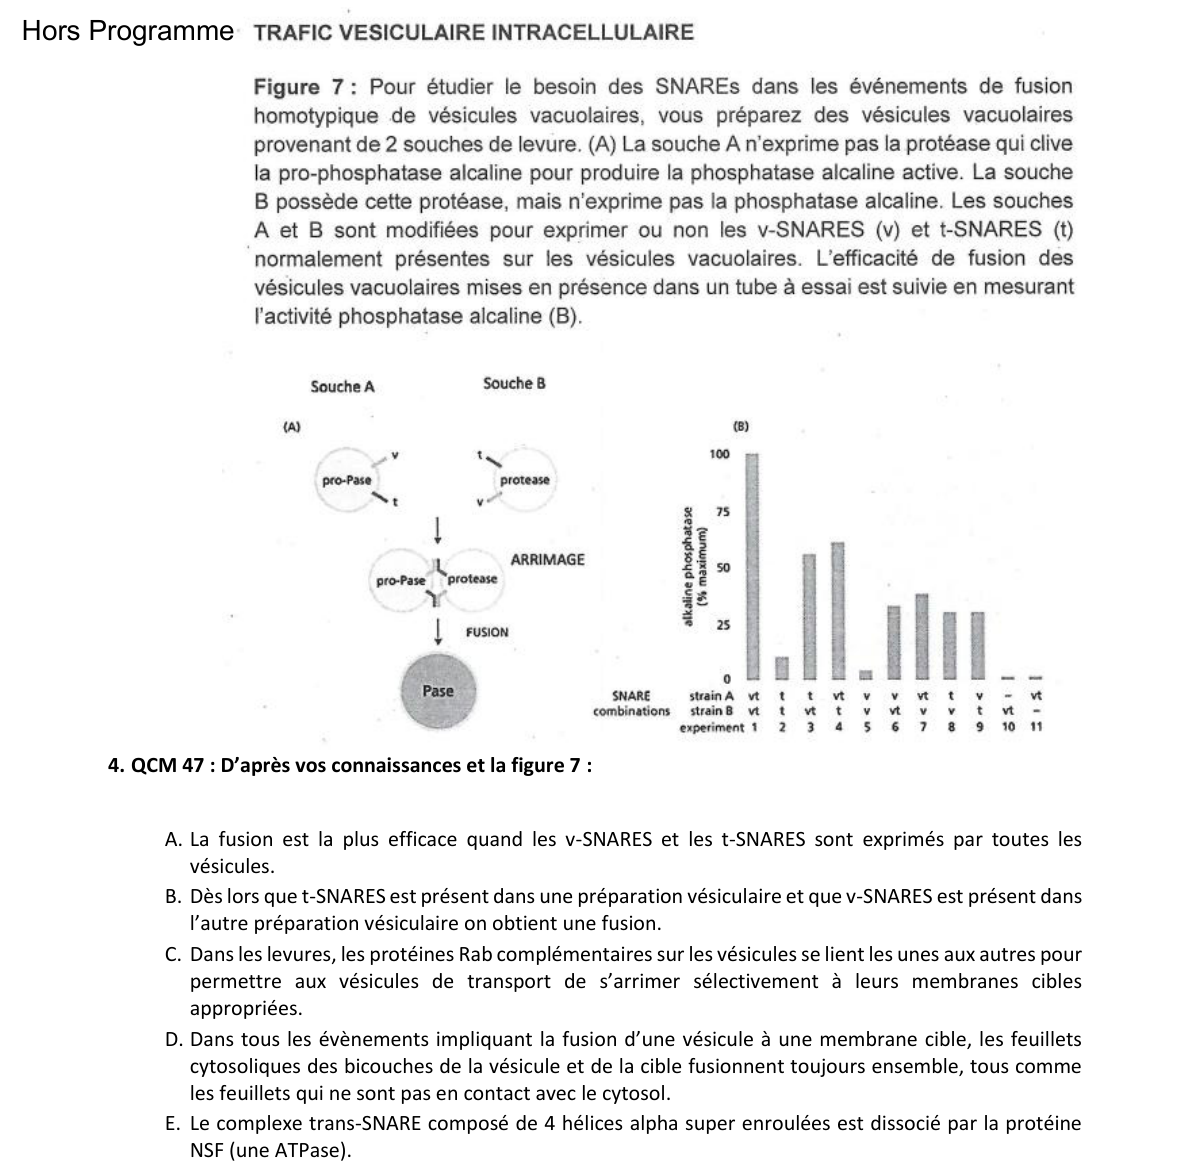 Hors Programme TRAFIC VESICULAIRE INTRACELLULAIRE
Figure 7 : Pour étudier le besoin des SNAREs dans les événements de fusion
homotypique de vésicules vacuolaires, vous préparez des vésicules vacuolaires
provenant de 2 souches de levure. (A) La souche A n'exprime pas la protéase qui clive
la pro-phosphatase alcaline pour produire la phosphatase alcaline active. La souche
B possède cette protéase, mais n'exprime pas la phosphatase alcaline. Les souches
A et B sont modifiées pour exprimer ou non les v-SNARES (v) et t-SNARES (t)
normalement présentes sur les vésicules vacuolaires. L'efficacité de fusion des
vésicules vacuolaires mises en présence dans un tube à essai est suivie en mesurant
l'activité phosphatase alcaline (B).
Souche A
Souche B
(A)
v
t
pro-Pase
protease
t
v
ARRIMAGE
pro-Pase
protease
FUSION
Pase
(B)
alkaline phosphatase
(% maximum)
100
75
50
25
0
SNARE
combinations
strain A vt t t vt v v vt t v – vt
strain B vt t vt t v vt v v t vt –
experiment 1 2 3 4 5 6 7 8 9 10 11
4. QCM 47 : D'après vos connaissances et la figure 7 :
A. La fusion est la plus efficace quand les v-SNARES et les t-SNARES sont exprimés par toutes les
vésicules.
B. Dès lors que t-SNARES est présent dans une préparation vésiculaire et que v-SNARES est présent dans
l'autre préparation vésiculaire on obtient une fusion.
C. Dans les levures, les protéines Rab complémentaires sur les vésicules se lient les unes aux autres pour
permettre aux vésicules de transport de s'arrimer sélectivement à leurs membranes cibles
appropriées.
D. Dans tous les évènements impliquant la fusion d'une vésicule à une membrane cible, les feuillets
cytosoliques des bicouches de la vésicule et de la cible fusionnent toujours ensemble, tous comme
les feuillets qui ne sont pas en contact avec le cytosol.
E. Le complexe trans-SNARE composé de 4 hélices alpha super enroulées est dissocié par la protéine
NSF (une ATPase).